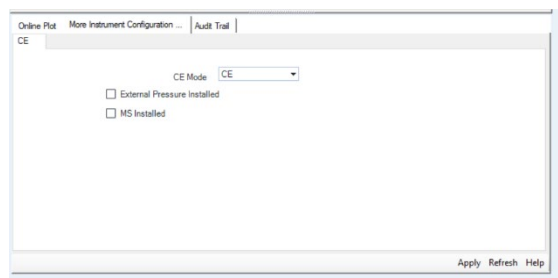 Online Plot More Instrument Configuration ... Audit Trail
CE
CE Mode CE
External Pressure Installed
MS Installed
Apply Refresh Help